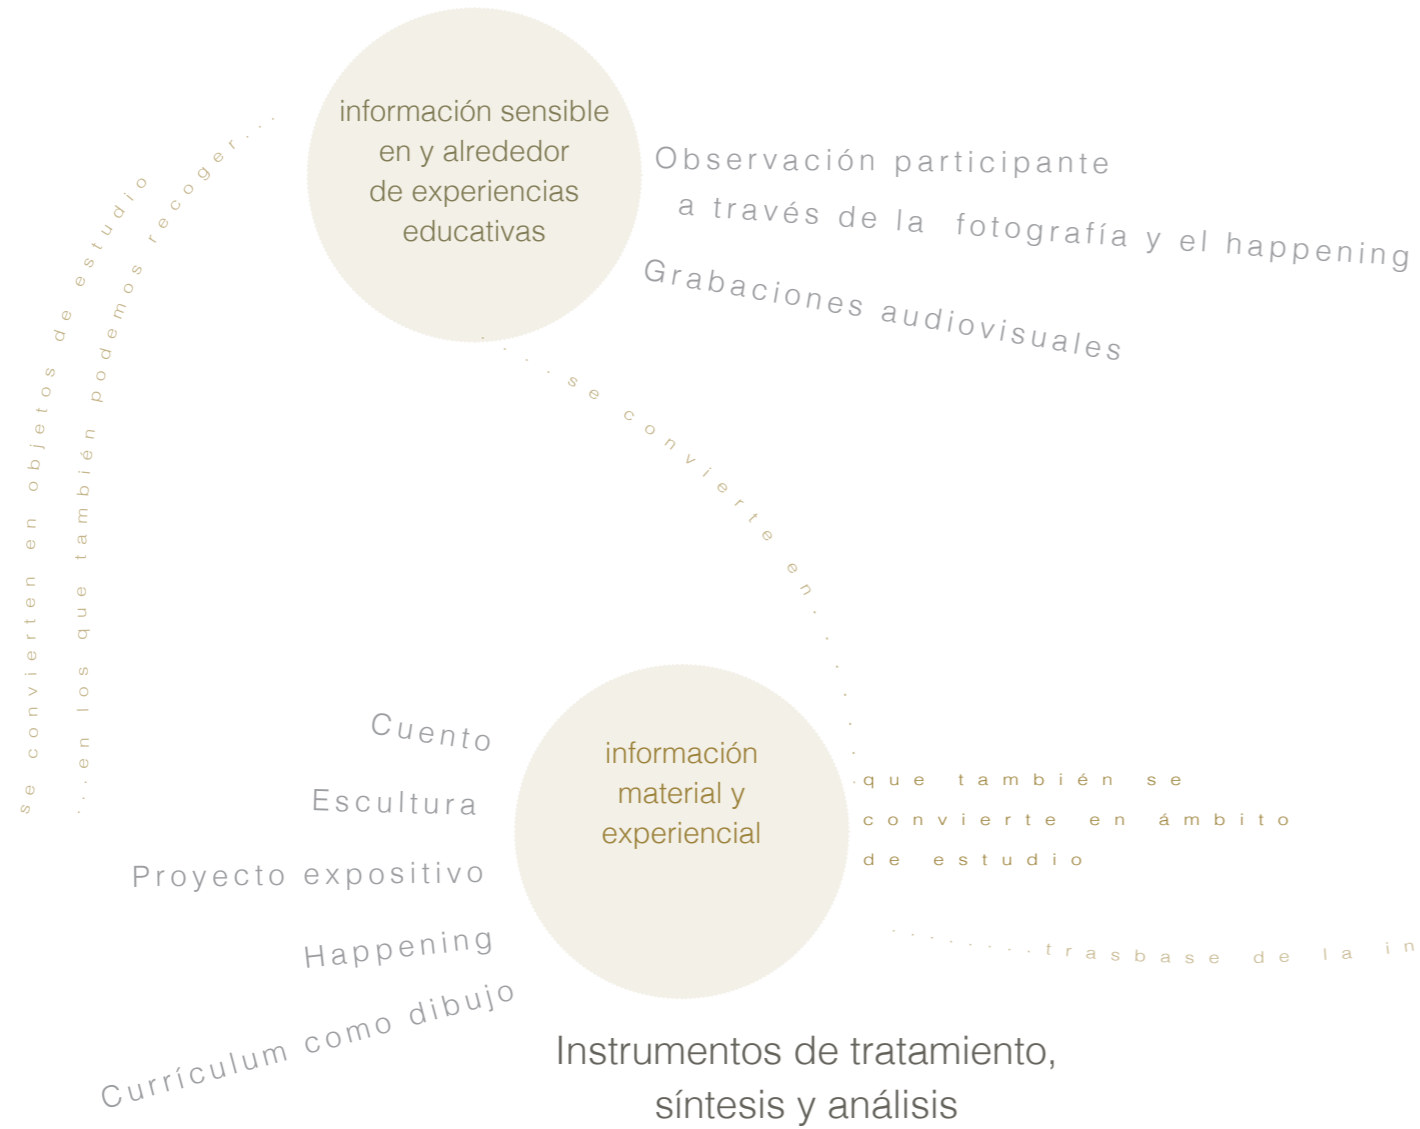 información sensible
en y alrededor
de experiencias
educativas
Observación participante
a través de la fotografía y el happening
Grabaciones audiovisuales
se convierten en objetos de estudio
...en los que también podemos recoger...
....se convierte en.......
información
material y
experiencial
Cuento
Escultura
Proyecto expositivo
Happening
Currículum como dibujo
que también se
convierte en ámbito
de estudio
.........trasbase de la in
Instrumentos de tratamiento,
síntesis y análisis